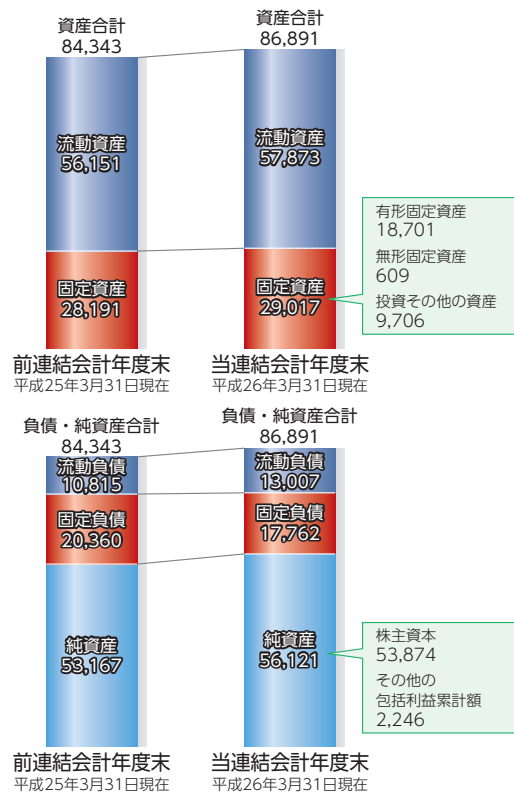 資産合計
84,343
流動資産
56,151
固定資産
28,191
前連結会計年度末
平成25年3月31日現在
資産合計
86,891
流動資産
57,873
固定資産
29,017
当連結会計年度末
平成26年3月31日現在
有形固定資産
18,701
無形固定資産
609
投資その他の資産
9,706
負債・純資産合計
84,343
流動負債
10,815
固定負債
20,360
純資産
53,167
前連結会計年度末
平成25年3月31日現在
負債・純資産合計
86,891
流動負債
13,007
固定負債
17,762
純資産
56,121
当連結会計年度末
平成26年3月31日現在
株主資本
53,874
その他の
包括利益累計額
2,246